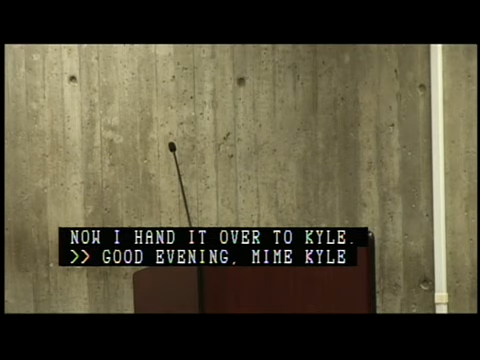 NOW I HAND IT OVER TO KYLE.
>> GOOD EVENING, MIME KYLE